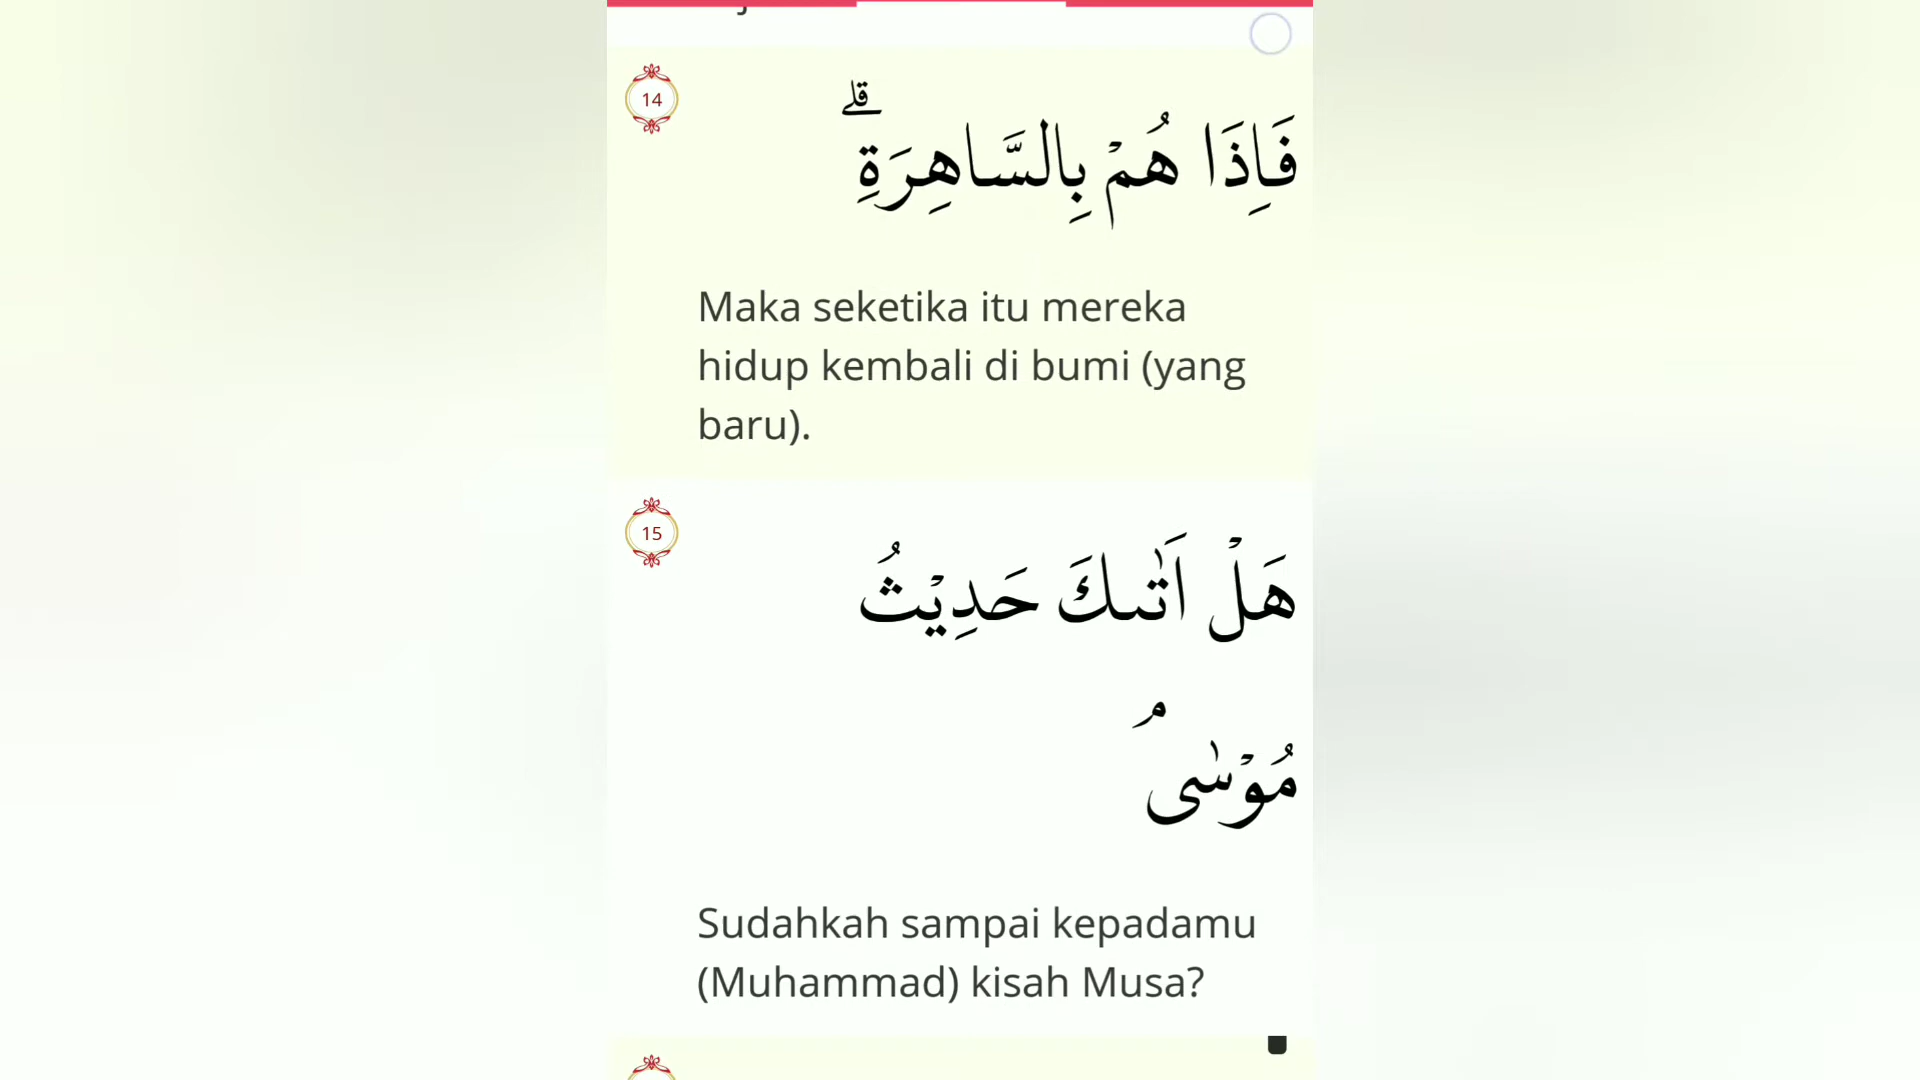 14
فَاِذَا هُمْ بِالسَّاهِرَةِۗ
Maka seketika itu mereka
hidup kembali di bumi (yang
baru).
15
هَلْ اَتٰىكَ حَدِيْثُ
مُوْسٰىۘ
Sudahkah sampai kepadamu
(Muhammad) kisah Musa?